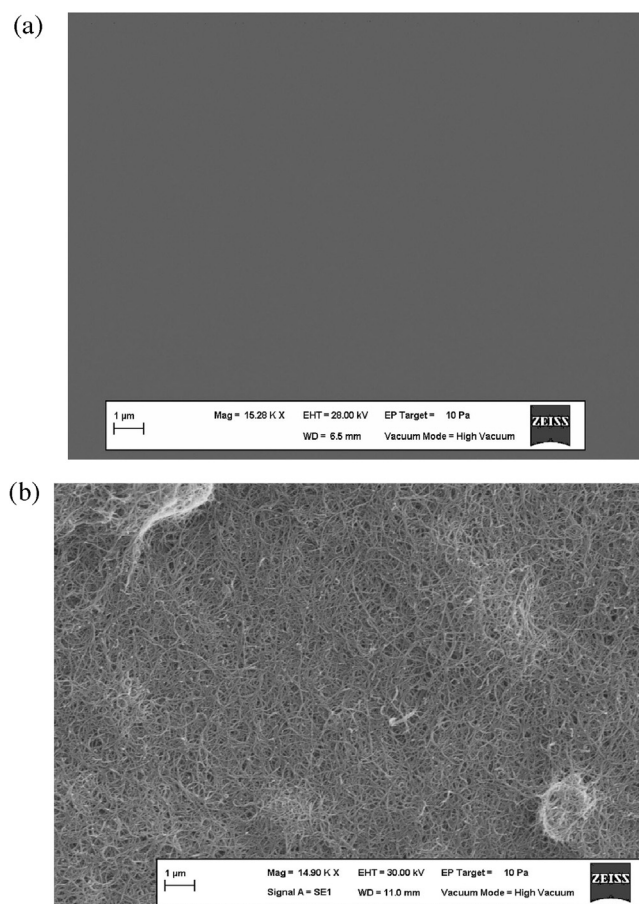 (a)
1 µm
Mag = 15.28 K X EHT = 28.00 kV EP Target = 10 Pa
WD = 6.5 mm Vacuum Mode = High Vacuum
ZEISS
(b)
1 µm
Mag = 14.90 K X EHT = 30.00 kV EP Target = 10 Pa
Signal A = SE1 WD = 11.0 mm Vacuum Mode = High Vacuum
ZEISS